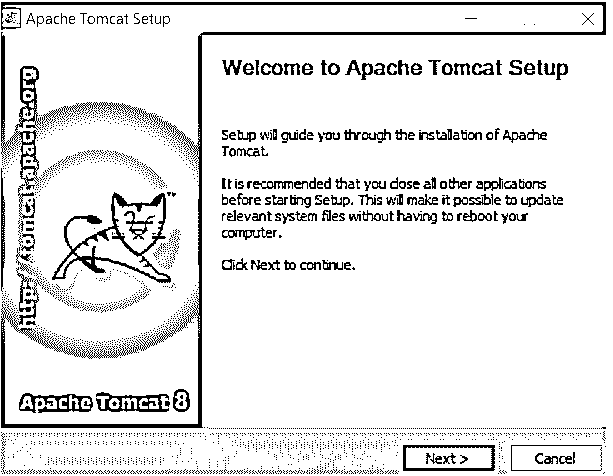 Apache Tomcat Setup
Welcome to Apache Tomcat Setup
Setup will guide you through the installation of Apache
Tomcat.
It is recommended that you close all other applications
before starting Setup. This will make it possible to update
relevant system files without having to reboot your
computer.
Click Next to continue.
http://tomcat.apache.org
TM
Apache Tomcat 8
Next >
Cancel